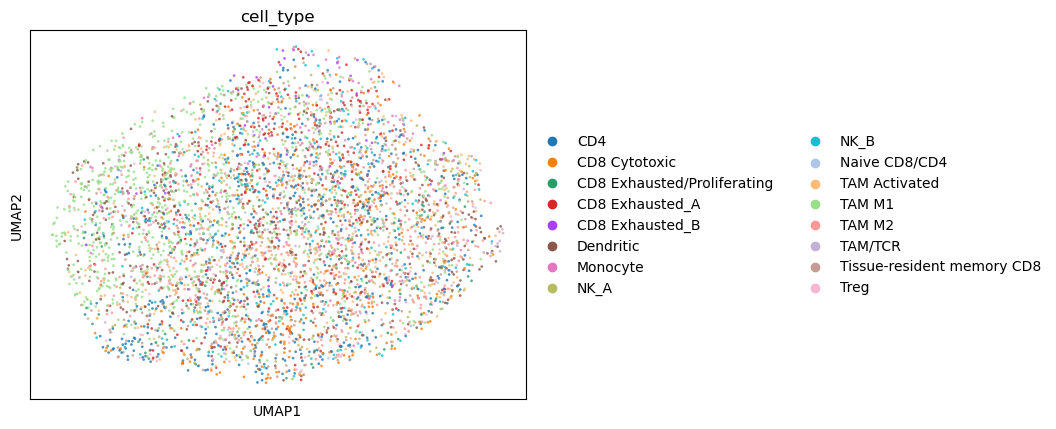 cell_type
UMAP2
UMAP1
CD4
CD8 Cytotoxic
CD8 Exhausted/Proliferating
CD8 Exhausted_A
CD8 Exhausted_B
Dendritic
Monocyte
NK_A
NK_B
Naive CD8/CD4
TAM Activated
TAM M1
TAM M2
TAM/TCR
Tissue-resident memory CD8
Treg